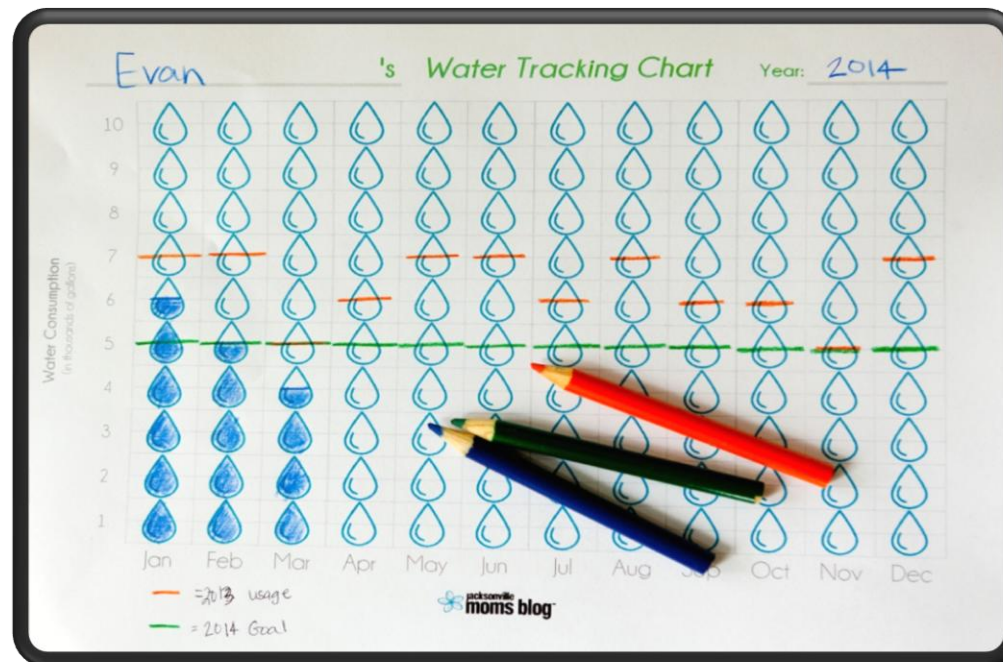 Evan 's Water Tracking Chart Year: 2014
10
9
8
7
6
5
4
3
2
1
Water Consumption
(in thousands of gallons)
Jan Feb Mar Apr May Jun Jul Aug Sep Oct Nov Dec
= 2013 usage
= 2014 Goal
jacksonville
moms blog